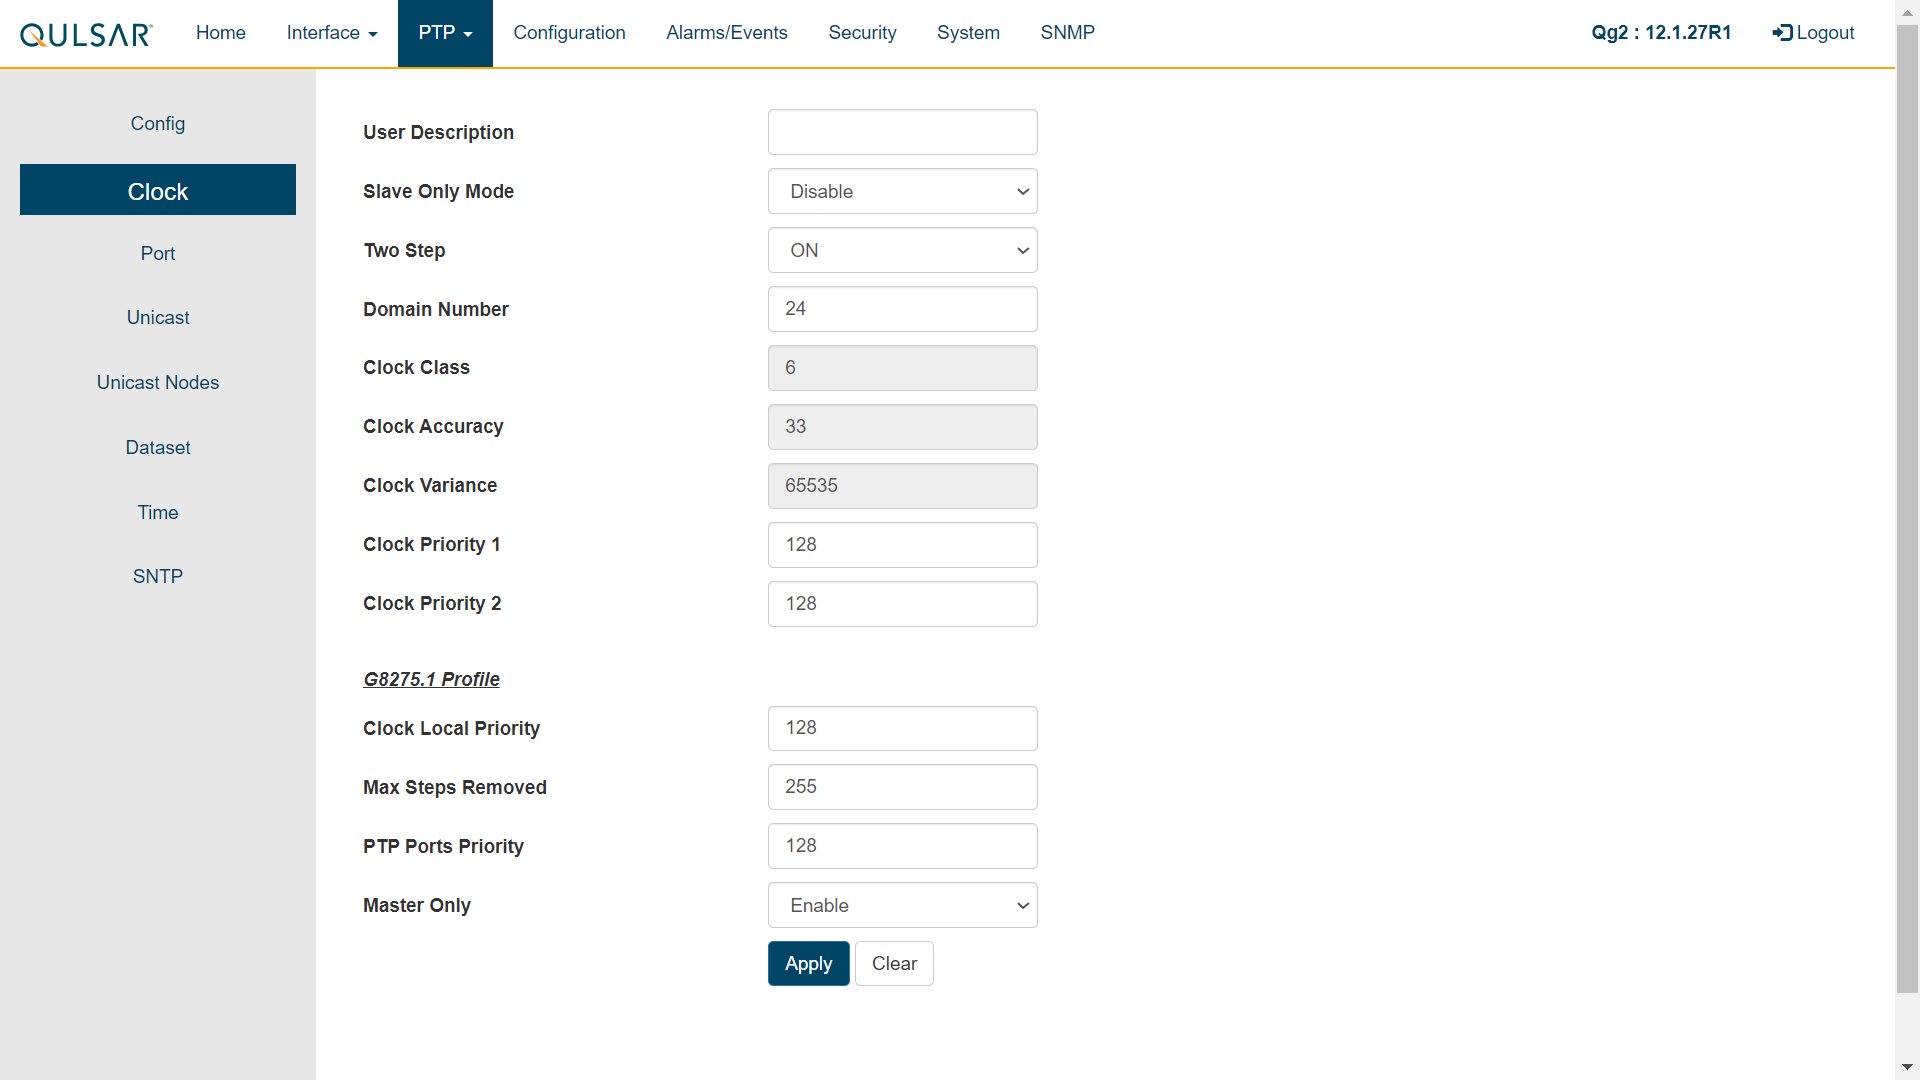 QULSAR Home Interface PTP Configuration Alarms/Events Security System SNMP Qg2 : 12.1.27R1 Logout
Config
Clock
Port
Unicast
Unicast Nodes
Dataset
Time
SNTP
User Description
Slave Only Mode Disable
Two Step ON
Domain Number 24
Clock Class 6
Clock Accuracy 33
Clock Variance 65535
Clock Priority 1 128
Clock Priority 2 128
G8275.1 Profile
Clock Local Priority 128
Max Steps Removed 255
PTP Ports Priority 128
Master Only Enable
Apply Clear